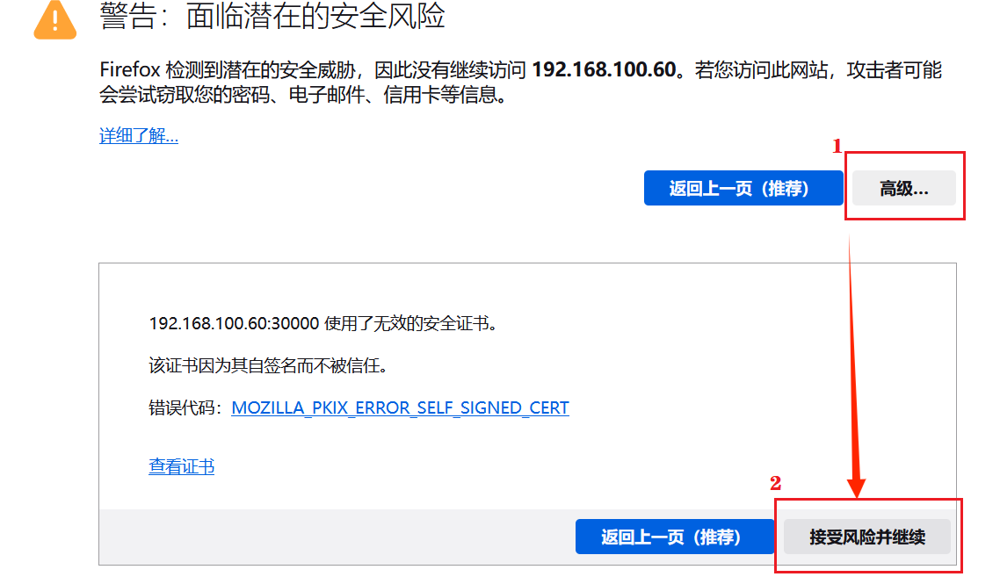 警告：面临潜在的安全风险
Firefox 检测到潜在的安全威胁，因此没有继续访问 192.168.100.60。若您访问此网站，攻击者可能
会尝试窃取您的密码、电子邮件、信用卡等信息。
详细了解...
1
返回上一页（推荐）
高级...
192.168.100.60:30000 使用了无效的安全证书。
该证书因为其自签名而不被信任。
错误代码：MOZILLA_PKIX_ERROR_SELF_SIGNED_CERT
查看证书
2
返回上一页（推荐）
接受风险并继续